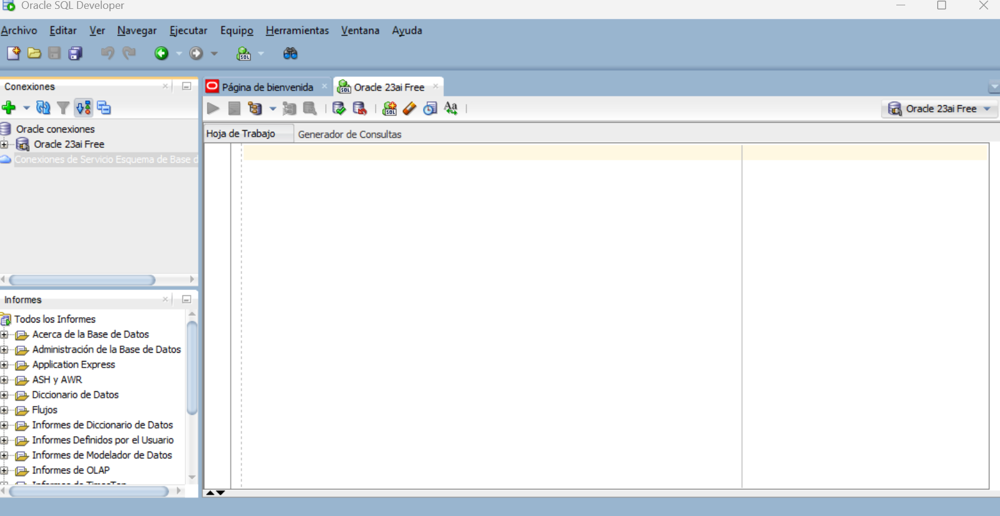 Oracle SQL Developer
Archivo Editar Ver Navegar Ejecutar Equipo Herramientas Ventana Ayuda
Conexiones
Página de bienvenida
Oracle 23ai Free
Oracle 23ai Free
Oracle conexiones
Oracle 23ai Free
Conexiones de Servicio Esquema de Base d
Hoja de Trabajo
Generador de Consultas
Informes
Todos los Informes
Acerca de la Base de Datos
Administración de la Base de Datos
Application Express
ASH y AWR
Diccionario de Datos
Flujos
Informes de Diccionario de Datos
Informes Definidos por el Usuario
Informes de Modelador de Datos
Informes de OLAP
Informes de TimesTen